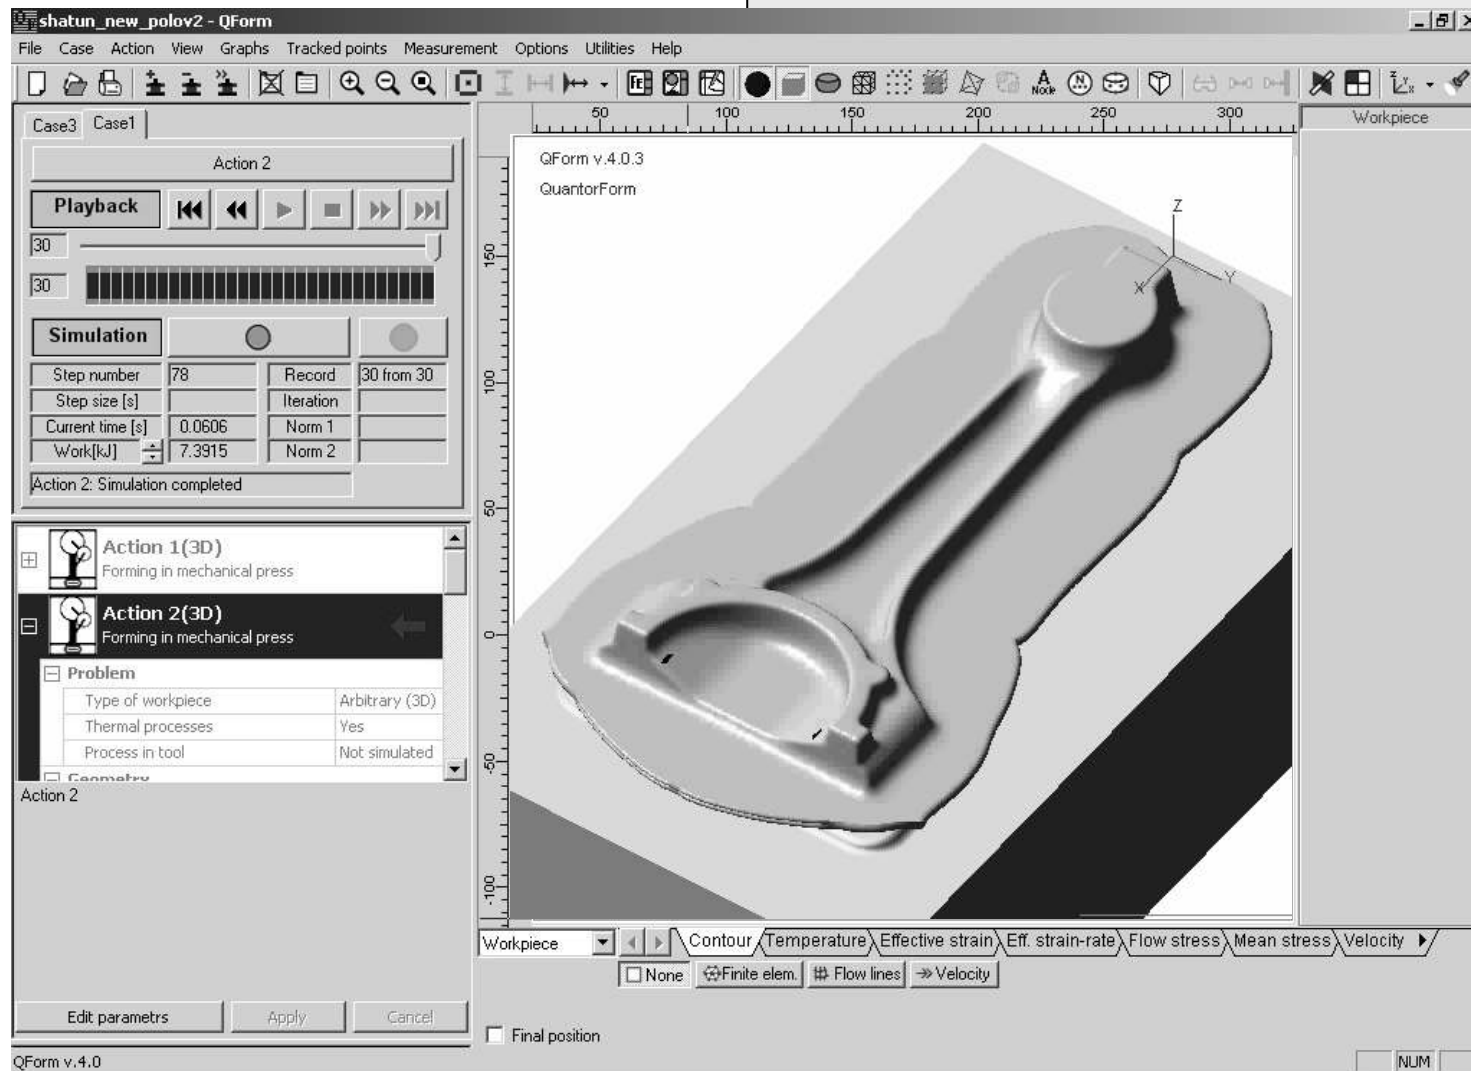 shatun_new_polov2 - QForm
File Case Action View Graphs Tracked points Measurement Options Utilities Help
Case3 Case1
Action 2
Playback
30
30
Simulation
Step number 78 Record 30 from 30
Step size [s] Iteration
Current time [s] 0.0606 Norm 1
Work[kJ] 7.3915 Norm 2
Action 2: Simulation completed
Action 1(3D)
Forming in mechanical press
Action 2(3D)
Forming in mechanical press
Problem
Type of workpiece Arbitrary (3D)
Thermal processes Yes
Process in tool Not simulated
Geometry
Action 2
Edit parametrs Apply Cancel
QForm v.4.0
FE
A
Node
N
Z Y
X
50 100 150 200 250 300
Workpiece
QForm v.4.0.3
QuantorForm
150
100
50
0
-50
-100
Z
Y
X
Workpiece Contour Temperature Effective strain Eff. strain-rate Flow stress Mean stress Velocity
None Finite elem. Flow lines Velocity
Final position
NUM